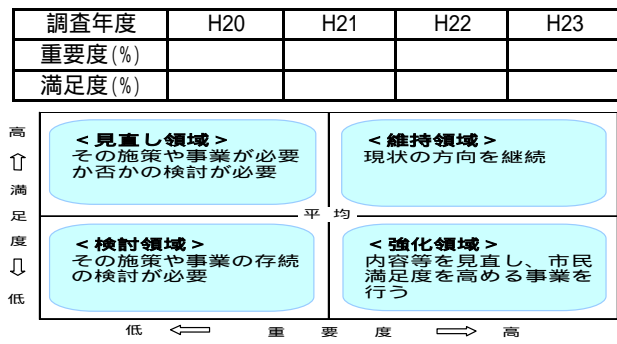 調査年度 H20 H21 H22 H23
重要度(%)
満足度(%)
高
⇧
満
足
度
⇩
低
<見直し領域>
その施策や事業が必要
か否かの検討が必要
<維持領域>
現状の方向を継続
平 均
<検討領域>
その施策や事業の存続
の検討が必要
<強化領域>
内容等を見直し、市民
満足度を高める事業を
行う
低 ⇐ 重 要 度 ⇒ 高